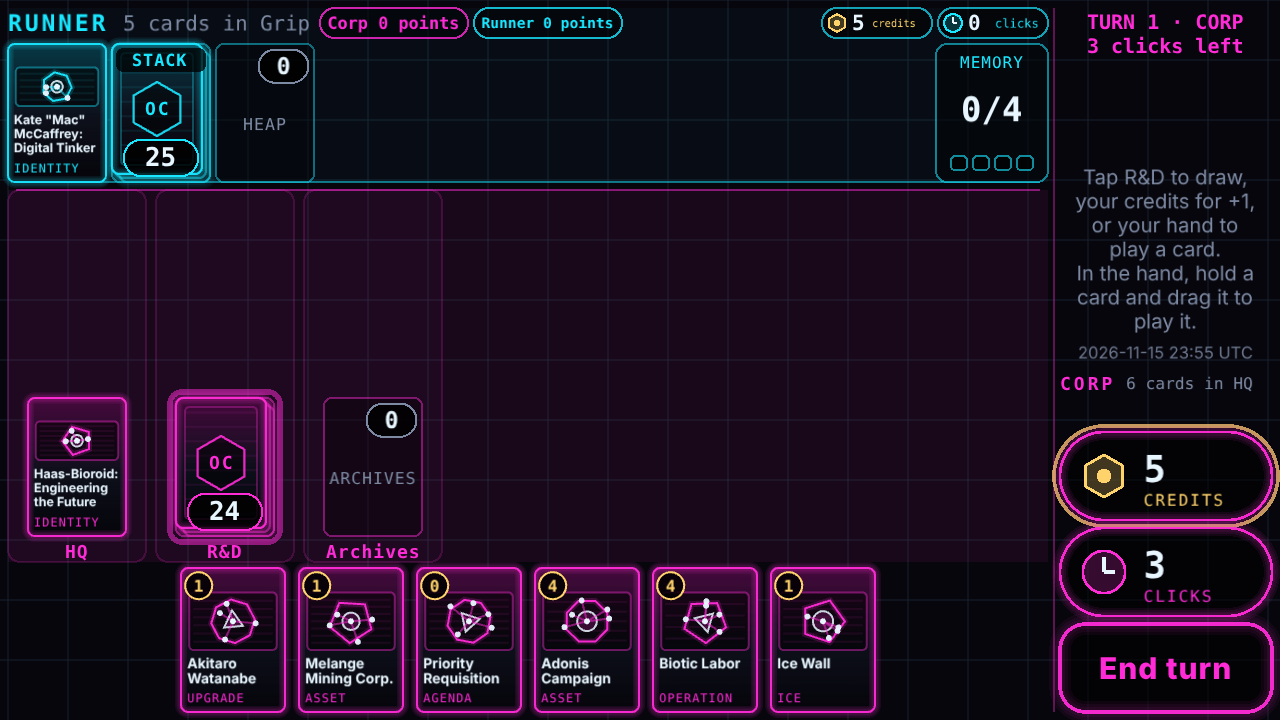 RUNNER 5 cards in Grip Corp 0 points Runner 0 points 5 credits 0 clicks
TURN 1 · CORP
3 clicks left
Kate "Mac"
McCaffrey:
Digital Tinker
IDENTITY
STACK
OC
25
0
HEAP
MEMORY
0/4
Tap R&D to draw,
your credits for +1,
or your hand to
play a card.
In the hand, hold a
card and drag it to
play it.
2026-11-15 23:55 UTC
CORP 6 cards in HQ
Haas-Bioroid:
Engineering
the Future
IDENTITY
HQ
OC
24
R&D
0
ARCHIVES
Archives
5
CREDITS
3
CLICKS
End turn
1
Akitaro
Watanabe
UPGRADE
1
Melange
Mining Corp.
ASSET
0
Priority
Requisition
AGENDA
4
Adonis
Campaign
ASSET
4
Biotic Labor
OPERATION
1
Ice Wall
ICE